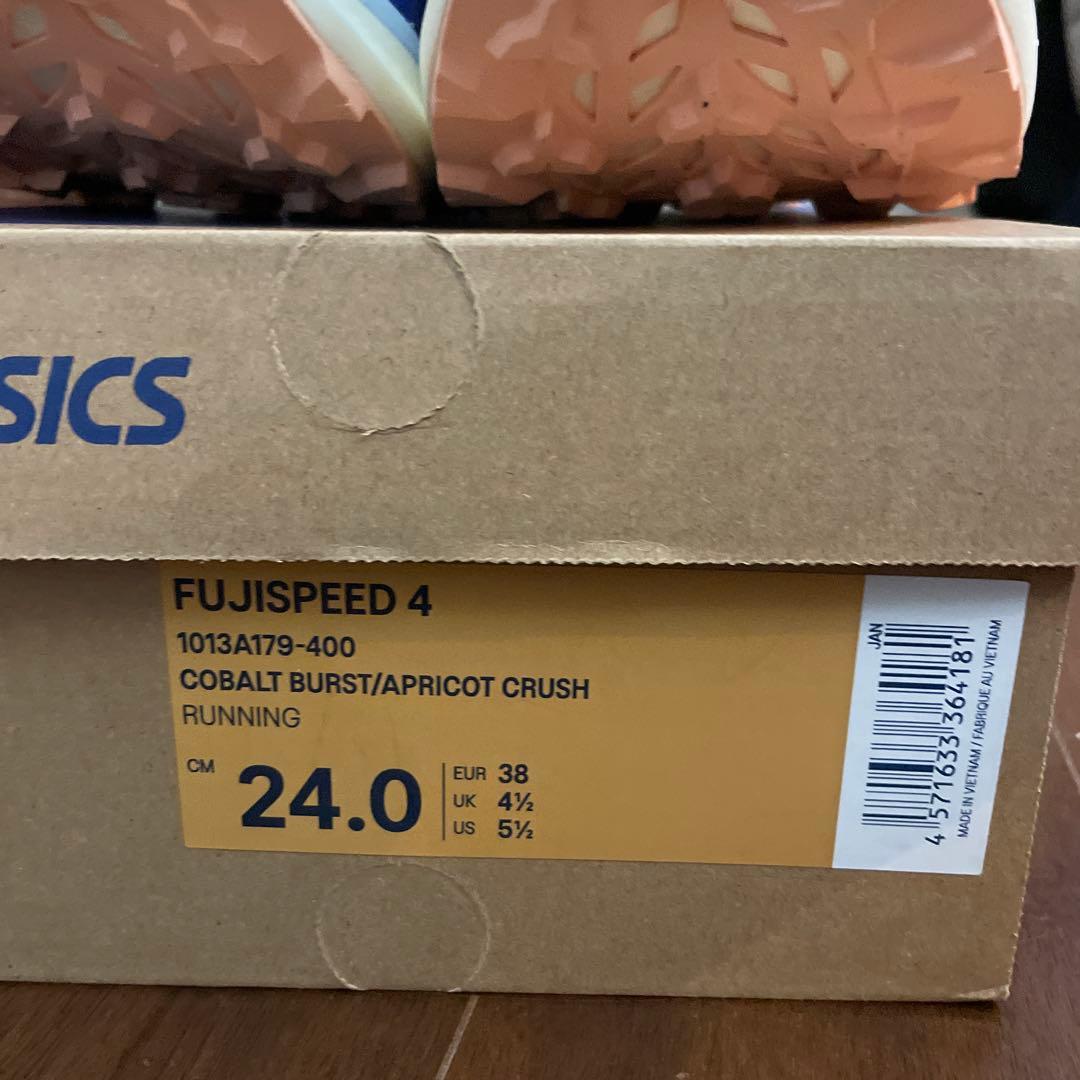 SICS
FUJISPEED 4
1013A179-400
COBALT BURST/APRICOT CRUSH
RUNNING
CM 24.0
EUR 38
UK 4½
US 5½
JAN
4 571633 364181
MADE IN VIETNAM / FABRIQUE AU VIETNAM